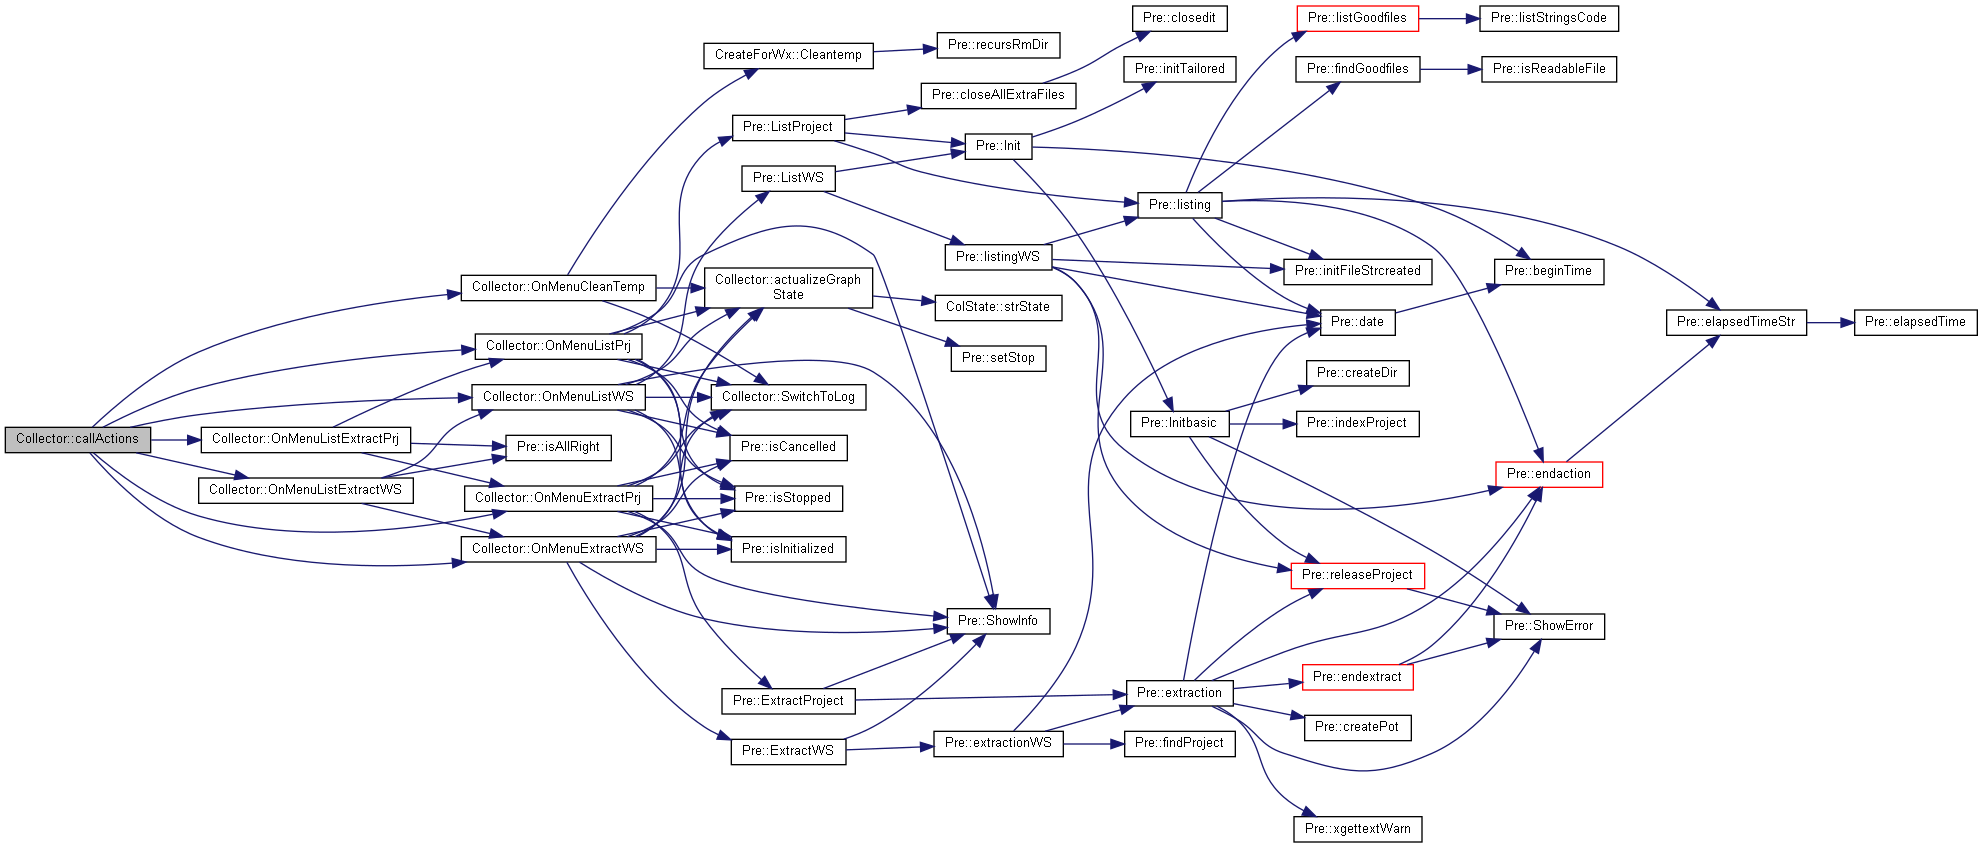 Collector::callActions
Collector::OnMenuListExtractPrj
Collector::OnMenuListExtractWS
Collector::OnMenuCleanTemp
Collector::OnMenuListPrj
Collector::OnMenuListWS
Pre::isAllRight
Collector::OnMenuExtractPrj
Collector::OnMenuExtractWS
CreateForWx::Cleantemp
Pre::ListProject
Pre::ListWS
Collector::actualizeGraph
State
Collector::SwitchToLog
Pre::isCancelled
Pre::isStopped
Pre::isInitialized
Pre::ExtractProject
Pre::ExtractWS
Pre::recursRmDir
Pre::closeAllExtraFiles
Pre::Init
Pre::listingWS
ColState::strState
Pre::setStop
Pre::ShowInfo
Pre::extractionWS
Pre::closedit
Pre::initTailored
Pre::listing
Pre::Initbasic
Pre::extraction
Pre::findProject
Pre::listGoodfiles
Pre::findGoodfiles
Pre::initFileStrcreated
Pre::date
Pre::createDir
Pre::indexProject
Pre::releaseProject
Pre::endextract
Pre::createPot
Pre::xgettextWarn
Pre::listStringsCode
Pre::isReadableFile
Pre::beginTime
Pre::endaction
Pre::ShowError
Pre::elapsedTimeStr
Pre::elapsedTime